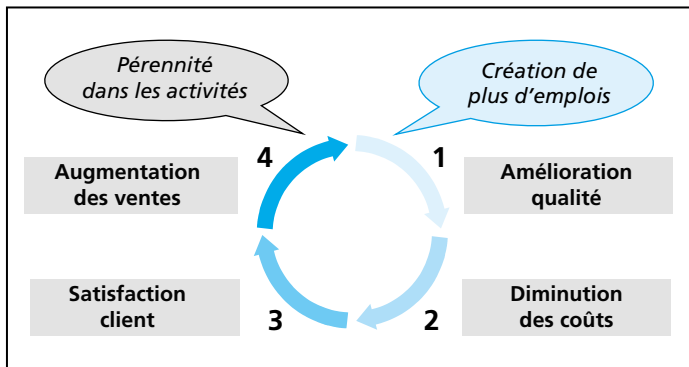 Pérennité
dans les activités
Création de
plus d'emplois
4
1
Augmentation
des ventes
Amélioration
qualité
Satisfaction
client
3
2
Diminution
des coûts